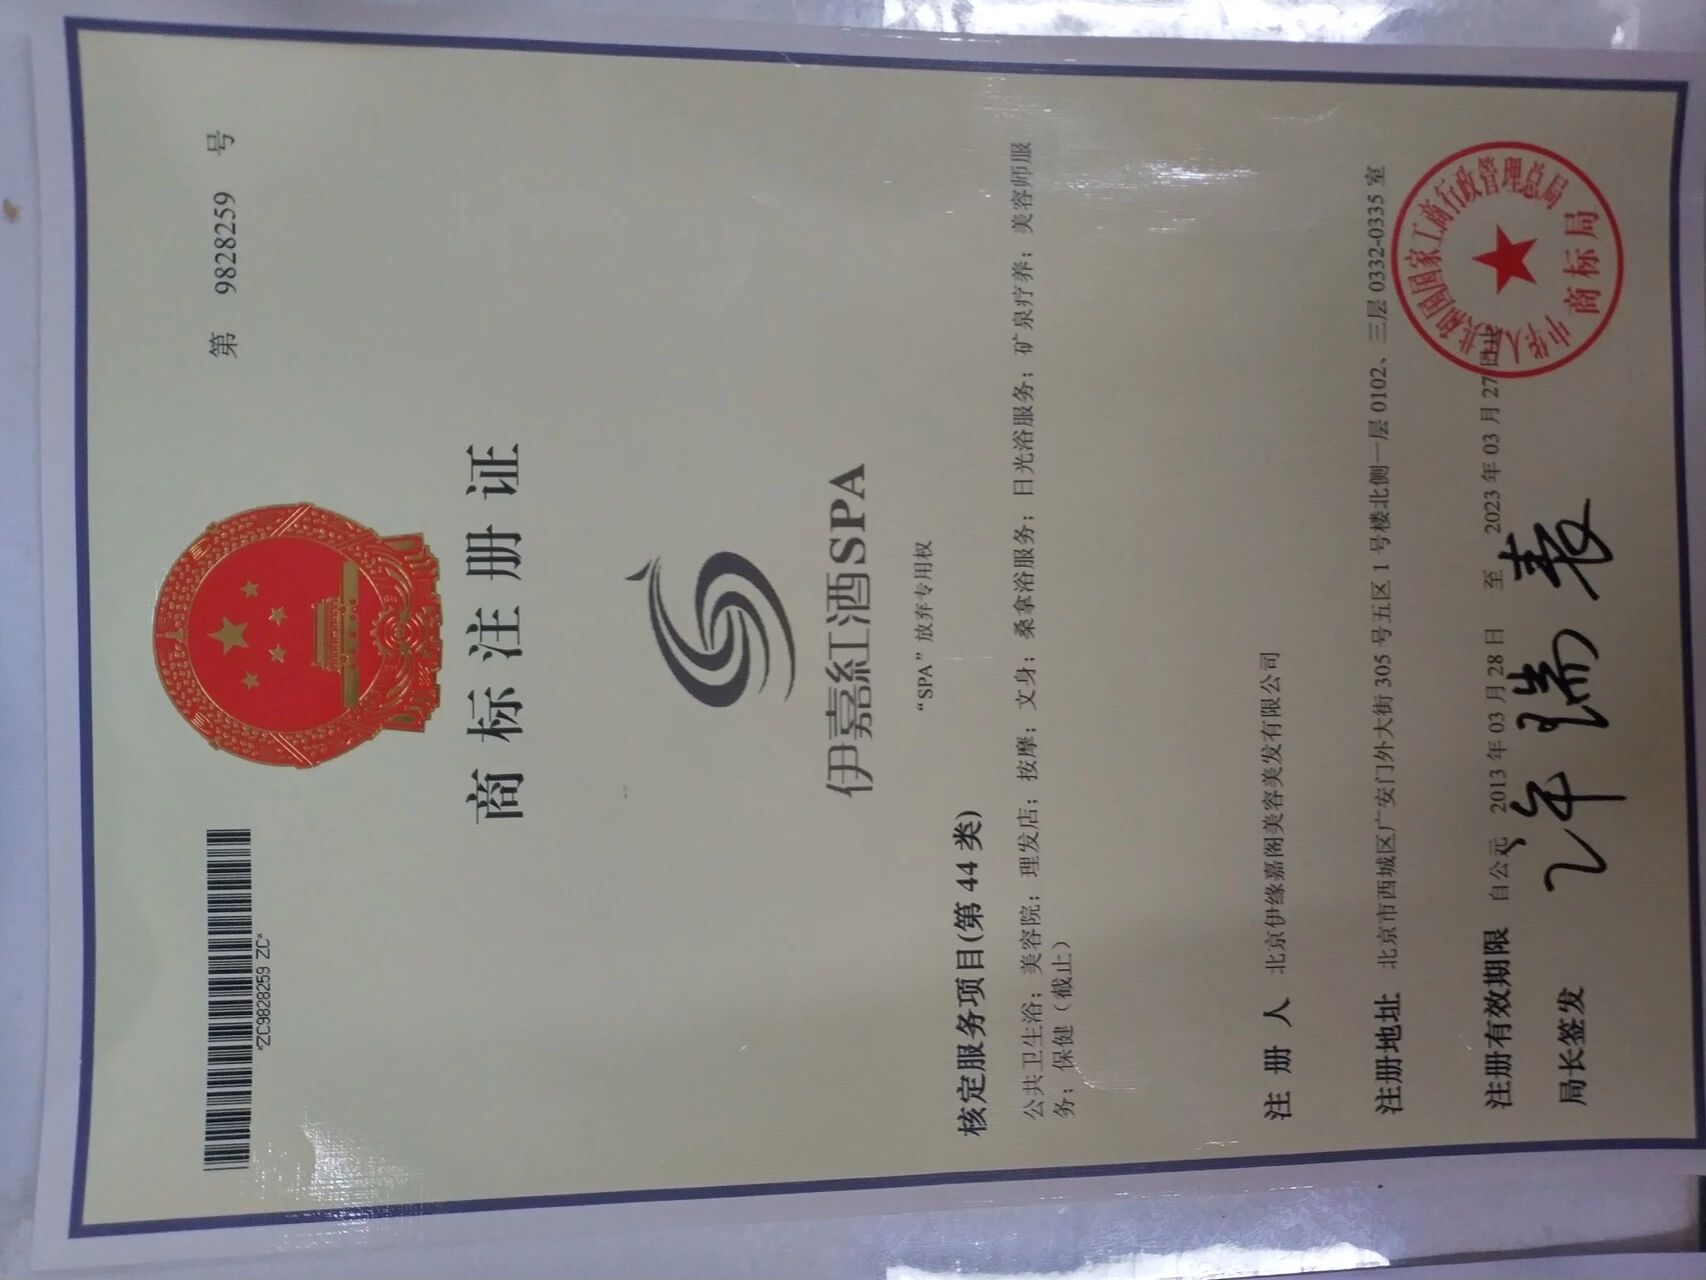 *ZC9828259 ZC*
第 9828259 号
商标注册证
伊嘉紅酒SPA
“SPA”放弃专用权
核定服务项目(第 44 类)
公共卫生浴；美容院；理发店；按摩；文身；桑拿浴服务；日光浴服务；矿泉疗养；美容师服
务；保健（截止）
注 册 人 北京伊缘嘉阁美容美发有限公司
注册地址 北京市西城区广安门外大街 305 号五区 1 号楼北侧一层 0102、三层 0332-0335 室
注册有效期限 自公元 2013 年 03 月 28 日 至 2023 年 03 月 27 日止
局长签发 许瑞表
中华人民共和国国家工商行政管理总局
商标局